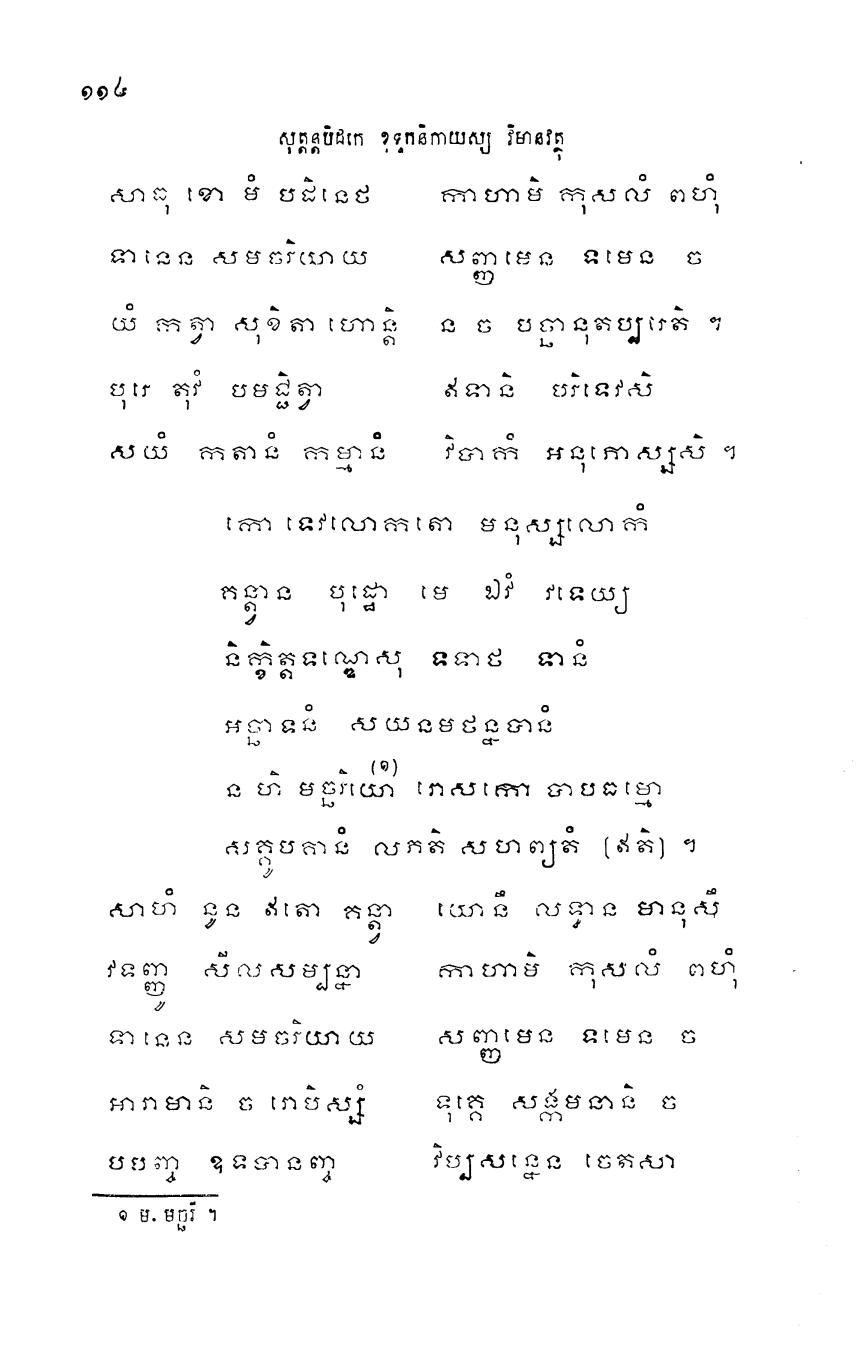 ១១៤
សុត្តន្តបិដកេ ខុទ្ទកនិកាយស្ស វិមានវត្ថុ
សាធុ ខោ មំ បដិនេថ កាហាមិ កុសលំ ពហុំ
ទានេន សមចរិយាយ សញ្ញមេន ទមេន ច
យំ កត្វា សុខិតា ហោន្តិ ន ច បច្ឆានុតប្បរេតិ ។
បុរេ តុវំ បមជ្ជិត្វា ឥទានិ បរិទេវសិ
សយំ កតានំ កម្មានំ វិបាកំ អនុភោស្សសិ ។
កោ ទេវលោកតោ មនុស្សលោកំ
គន្ត្វាន បុដ្ឋោ មេ ឯវំ វទេយ្យ
និក្ខិត្តទណ្ឌេសុ ទទាថ ទានំ
អច្ឆាទនំ សយនមថន្នបានំ
ន ហិ មច្ឆរិយោ (១) រោសកោ បាបធម្មោ
សគ្គូបគានំ លភតិ សហព្យតំ (ឥតិ) ។
សាហំ នូន ឥតោ គន្ត្វា យោនឹ លទ្ធាន មានុសឹ
វទញ្ញូ សីលសម្បន្នា កាហាមិ កុសលំ ពហុំ
ទានេន សមចរិយាយ សញ្ញមេន ទមេន ច
អារាមានិ ច រោបិស្សំ ទុគ្គេ សង្កមនានិ ច
បបញ្ច ឧទបានញ្ច វិប្បសន្នេន ចេតសា
១ ម. មច្ឆរី ។